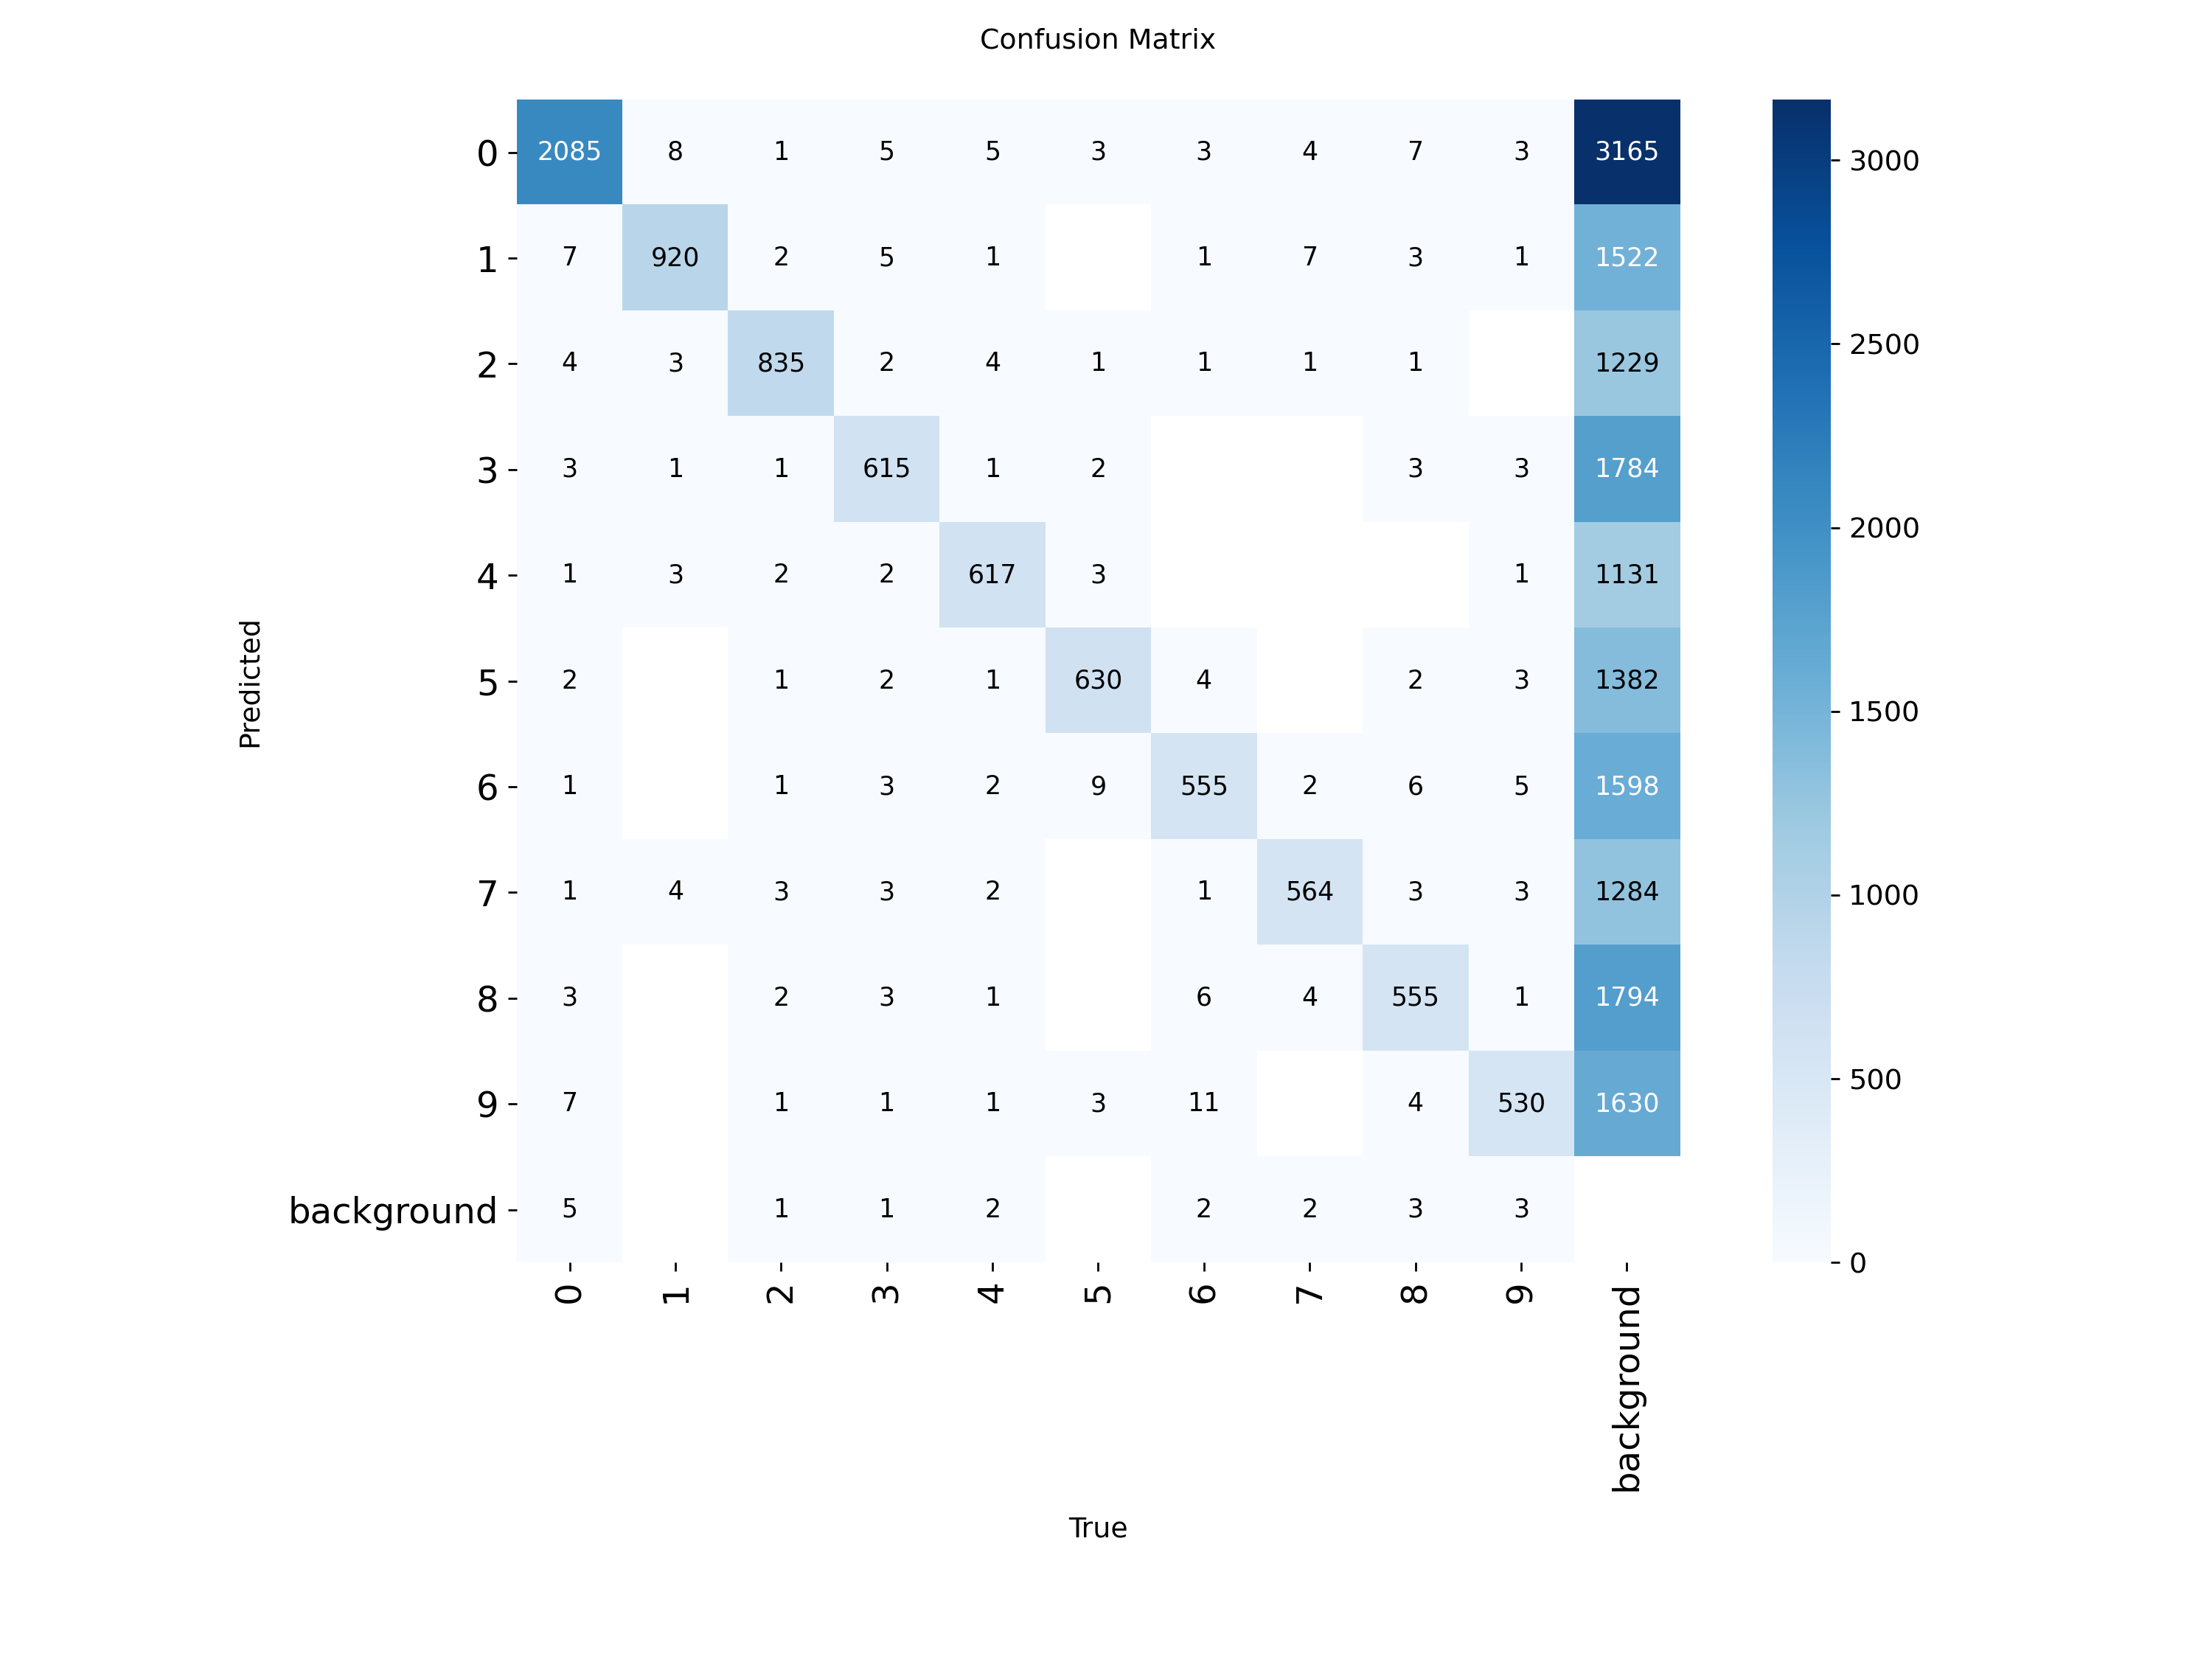 Confusion Matrix
0 2085 8 1 5 5 3 3 4 7 3 3165
1 7 920 2 5 1 1 7 3 1 1522
2 4 3 835 2 4 1 1 1 1 1229
3 3 1 1 615 1 2 3 3 1784
4 1 3 2 2 617 3 1 1131
5 2 1 2 1 630 4 2 3 1382
6 1 1 3 2 9 555 2 6 5 1598
7 1 4 3 3 2 1 564 3 3 1284
8 3 2 3 1 6 4 555 1 1794
9 7 1 1 1 3 11 4 530 1630
background 5 1 1 2 2 2 3 3
0 1 2 3 4 5 6 7 8 9 background
True
Predicted
3000
2500
2000
1500
1000
500
0